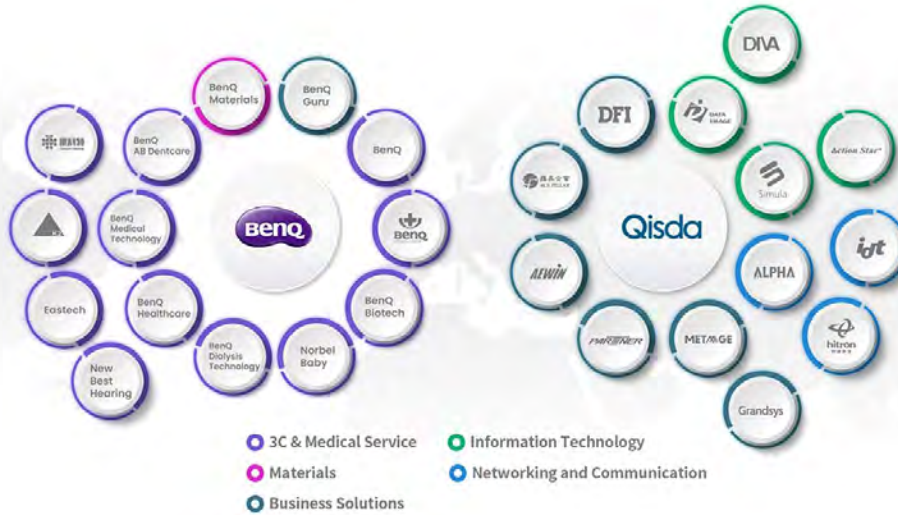 DIVA
BenQ
Materials
BenQ
Guru
DFI
DATA
IMAGE
BenQ
AB Dentcare
BenQ
Action Star
Simula
BenQ
Medical
Technology
BenQ
BenQ
Qisda
ALPHA
idt
AEWIN
Eastech
BenQ
Healthcare
BenQ
Biotech
BenQ
Dialysis
Technology
Norbel
Baby
PARTNER
METAAGE
hitron
New
Best
Hearing
Grandsys
3C & Medical Service
Information Technology
Materials
Networking and Communication
Business Solutions